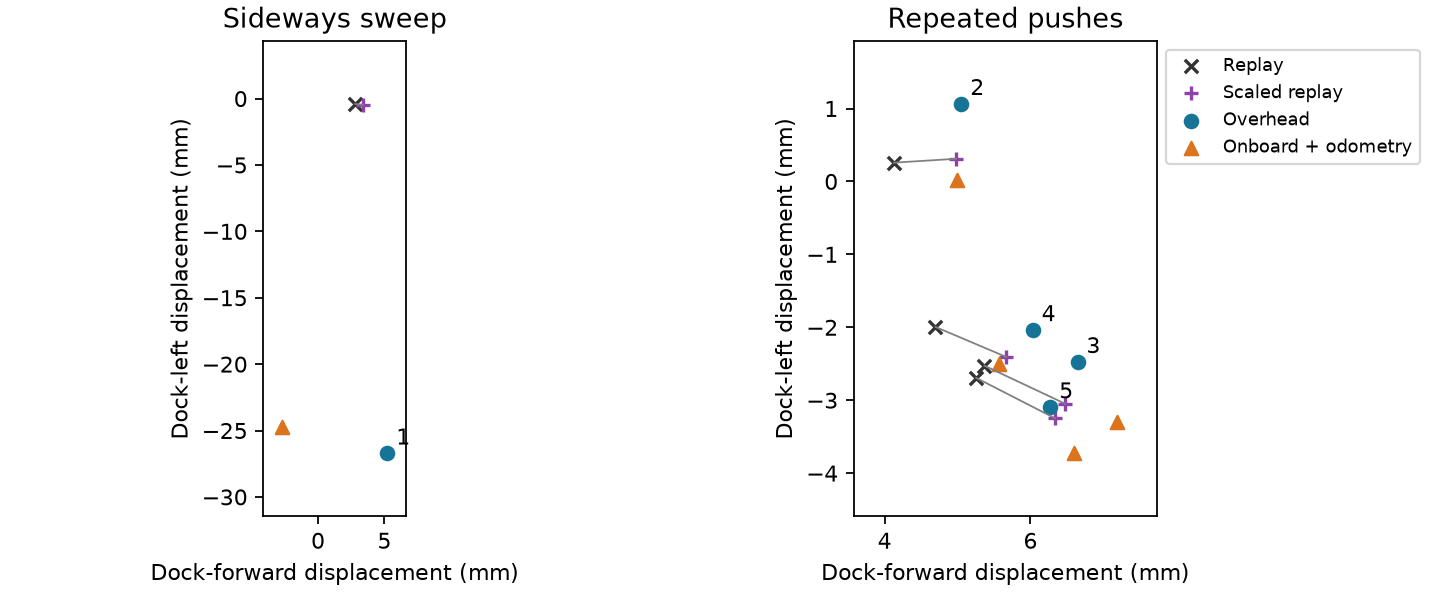 Sideways sweep
Dock-left displacement (mm)
0
−5
−10
−15
−20
−25
−30
1
0 5
Dock-forward displacement (mm)
Repeated pushes
Dock-left displacement (mm)
1
0
−1
−2
−3
−4
2
4
3
5
4 6
Dock-forward displacement (mm)
Replay
Scaled replay
Overhead
Onboard + odometry